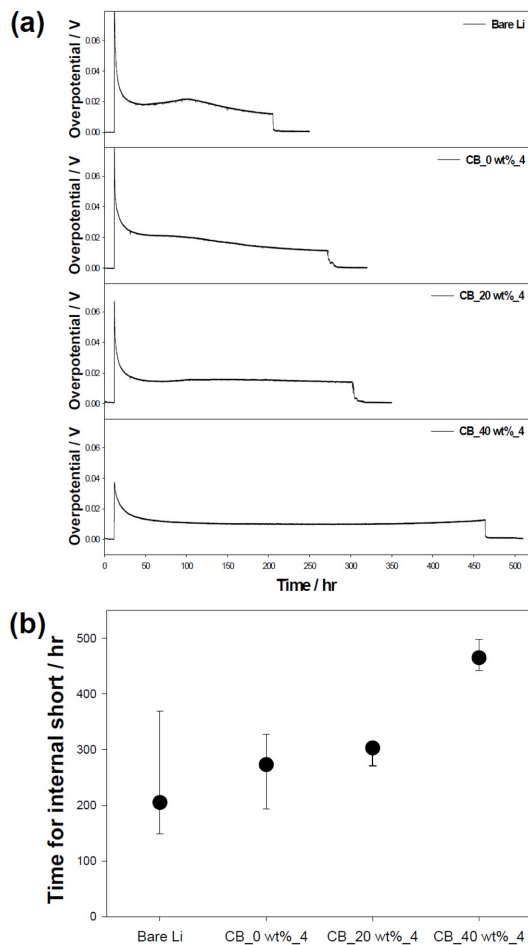 (a)
Bare Li
Overpotential / V
0.06
0.04
0.02
0.00
CB_0 wt%_4
Overpotential / V
0.06
0.04
0.02
0.00
CB_20 wt%_4
Overpotential / V
0.06
0.04
0.02
0.00
CB_40 wt%_4
Overpotential / V
0.06
0.04
0.02
0.00
0 50 100 150 200 250 300 350 400 450 500
Time / hr
(b)
Time for internal short / hr
500
400
300
200
100
0
Bare Li CB_0 wt%_4 CB_20 wt%_4 CB_40 wt%_4